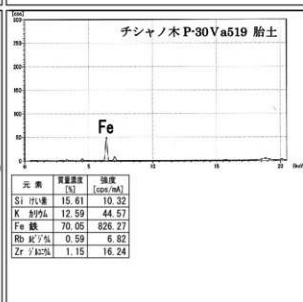 [cps]
チシャノ木 P-30Va519 胎土
Fe
元素 質量濃度[%] 強度[cps/mA]
Si けい素 15.61 10.32
K カリウム 12.59 44.57
Fe 鉄 70.05 826.27
Rb ルビジウム 0.59 6.82
Zr ジルコニウム 1.15 16.24